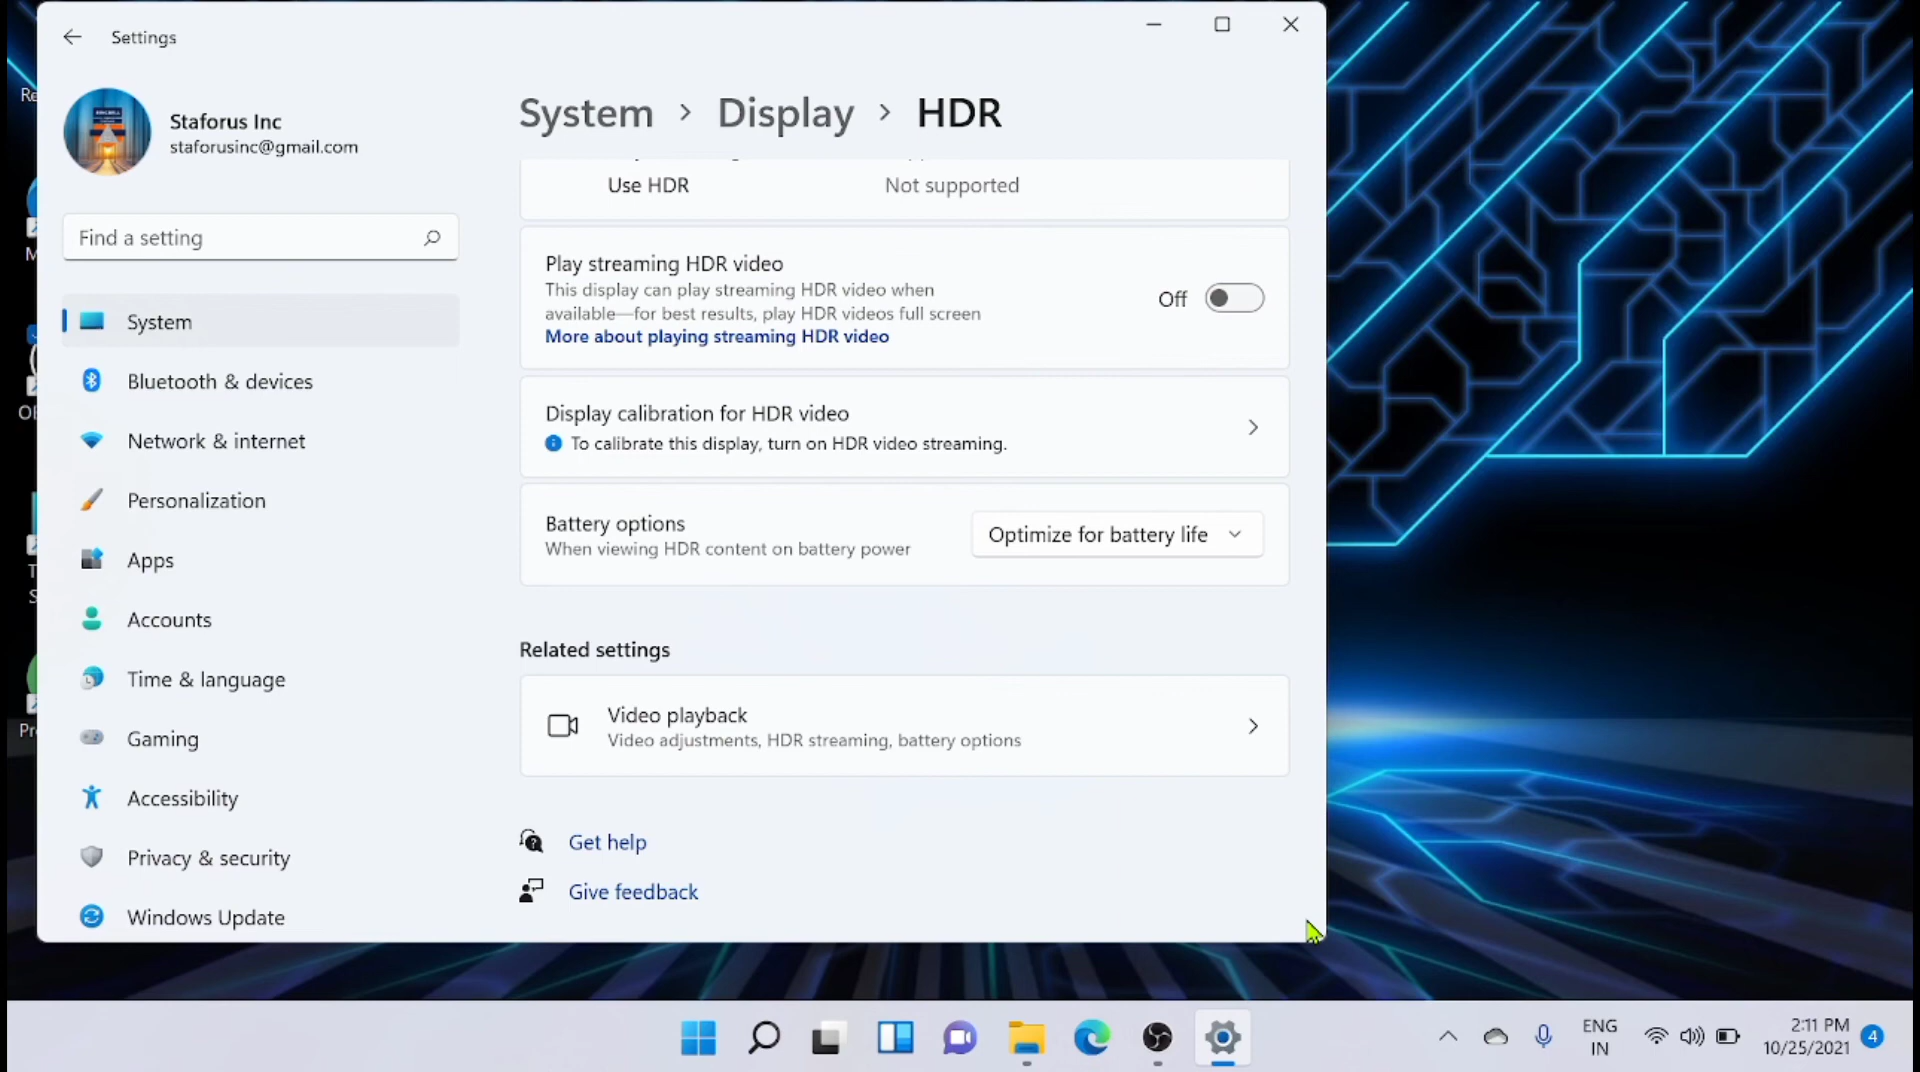 Settings
Staforus Inc
staforusinc@gmail.com
Find a setting
System
Bluetooth & devices
Network & internet
Personalization
Apps
Accounts
Time & language
Gaming
Accessibility
Privacy & security
Windows Update
System > Display > HDR
Use HDR Not supported
Play streaming HDR video
This display can play streaming HDR video when
available—for best results, play HDR videos full screen
More about playing streaming HDR video
Off
Display calibration for HDR video
To calibrate this display, turn on HDR video streaming.
Battery options
When viewing HDR content on battery power
Optimize for battery life
Related settings
Video playback
Video adjustments, HDR streaming, battery options
Get help
Give feedback
ENG
IN
2:11 PM
10/25/2021
4